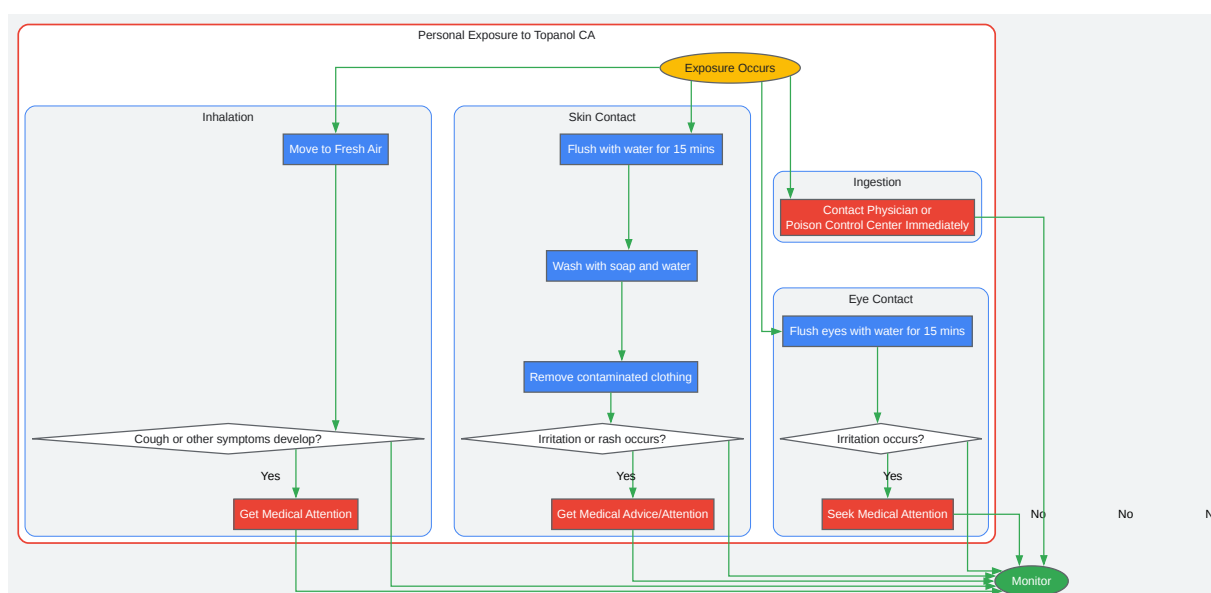 Personal Exposure to Topanol CA
Exposure Occurs
Inhalation
Skin Contact
Move to Fresh Air
Flush with water for 15 mins
Ingestion
Contact Physician or
Poison Control Center Immediately
Wash with soap and water
Eye Contact
Flush eyes with water for 15 mins
Remove contaminated clothing
Cough or other symptoms develop?
Irritation or rash occurs?
Irritation occurs?
Yes
Yes
Yes
Get Medical Attention
Get Medical Advice/Attention
Seek Medical Attention
No
No
Monitor